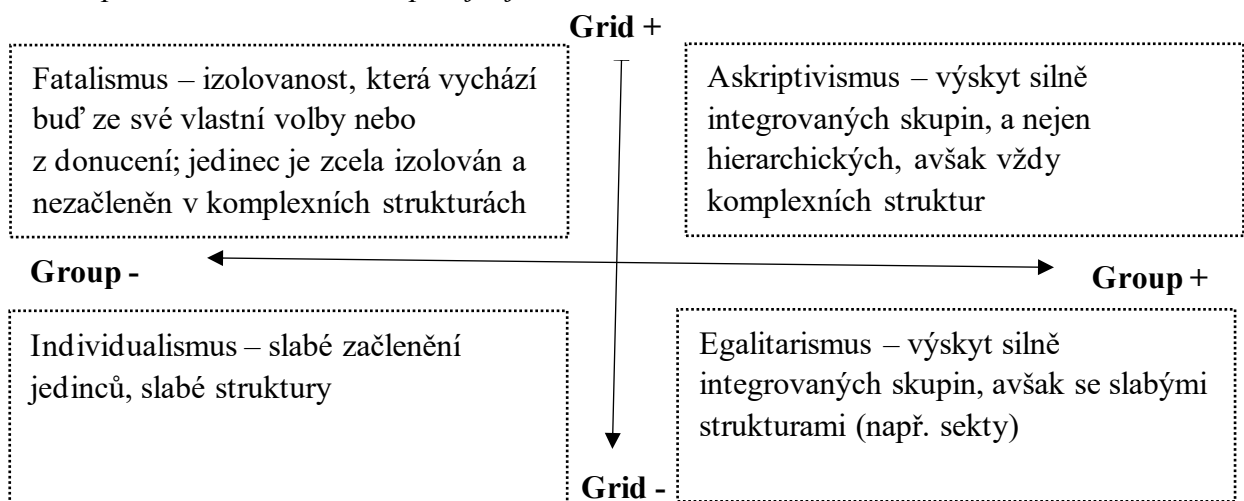 Grid +
Fatalismus – izolovanost, která vychází
buď ze své vlastní volby nebo
z donucení; jedinec je zcela izolován a
nezačleněn v komplexních strukturách
Askriptivismus – výskyt silně
integrovaných skupin, a nejen
hierarchických, avšak vždy
komplexních struktur
Group -
Group +
Individualismus – slabé začlenění
jedinců, slabé struktury
Egalitarismus – výskyt silně
integrovaných skupin, avšak se slabými
strukturami (např. sekty)
Grid -